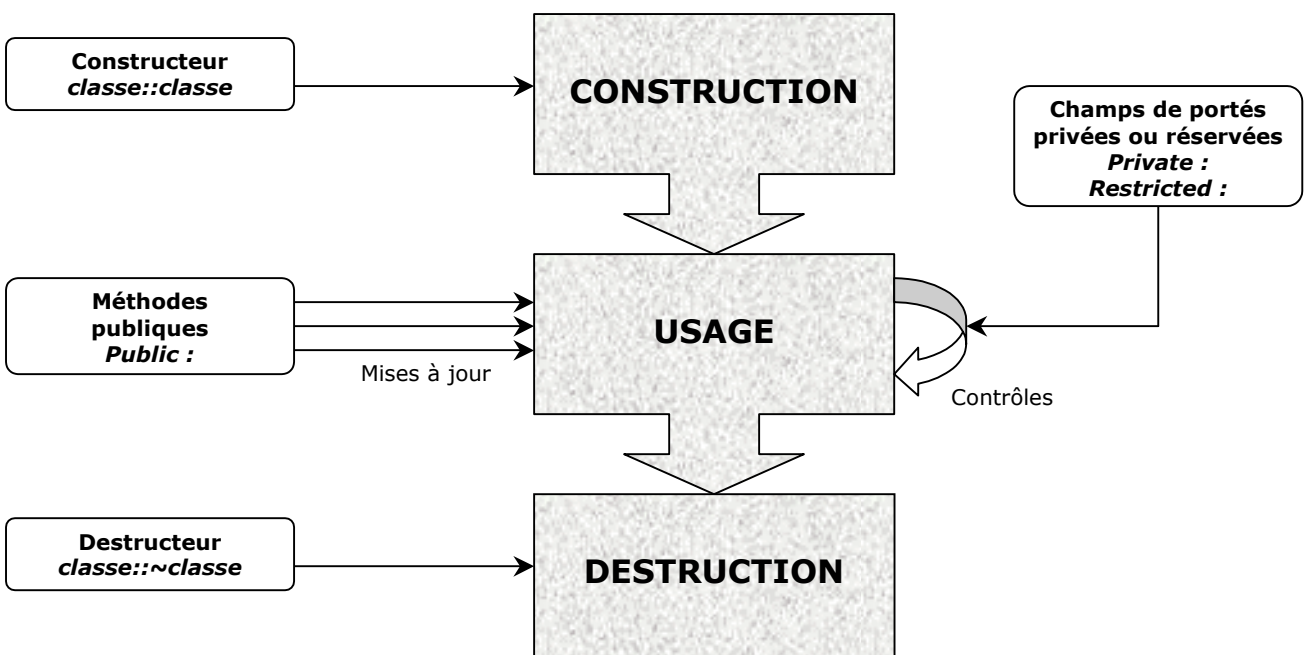 Constructeur
classe::classe
CONSTRUCTION
Champs de portés
privées ou réservées
Private :
Restricted :
Méthodes
publiques
Public :
Mises à jour
USAGE
Contrôles
Destructeur
classe::~classe
DESTRUCTION